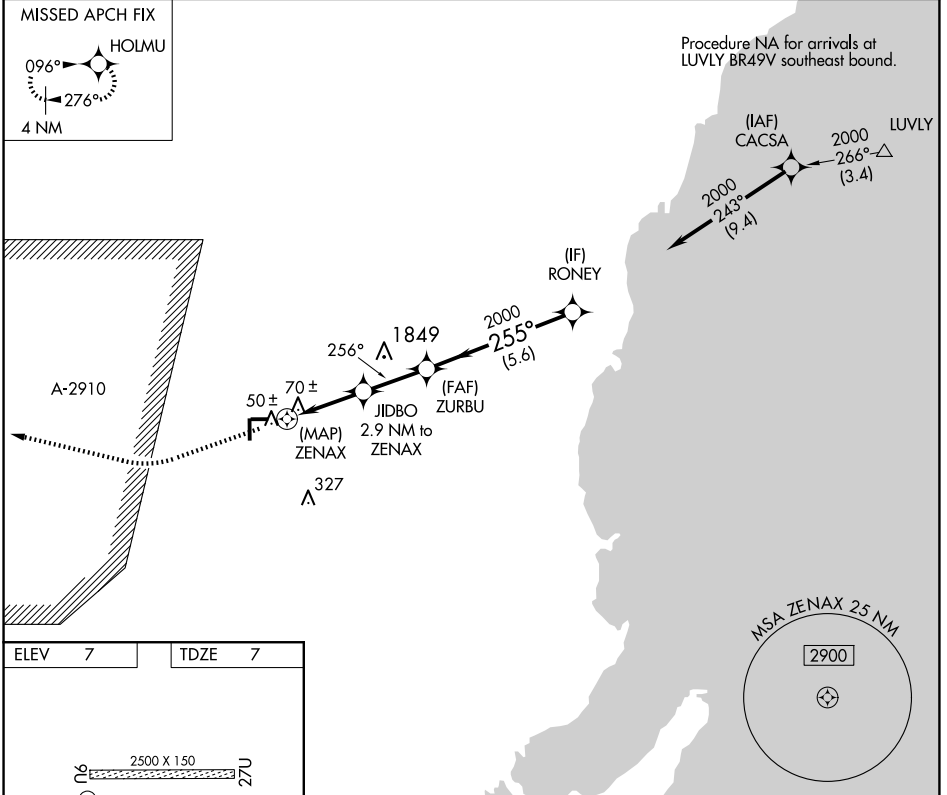 MISSED APCH FIX
HOLMU
096°
276°
4 NM
Procedure NA for arrivals at
LUVLY BR49V southeast bound.
(IAF)
CACSA
LUVLY
2000
266°
(3.4)
2000
243°
(9.4)
(IF)
RONEY
2000
255°
(5.6)
1849
256°
(FAF)
ZURBU
A-2910
50 ±
70 ±
JIDBO
2.9 NM to
ZENAX
(MAP)
ZENAX
327
MSA ZENAX 25 NM
2900
ELEV 7
TDZE 7
2500 X 150
09U
27U